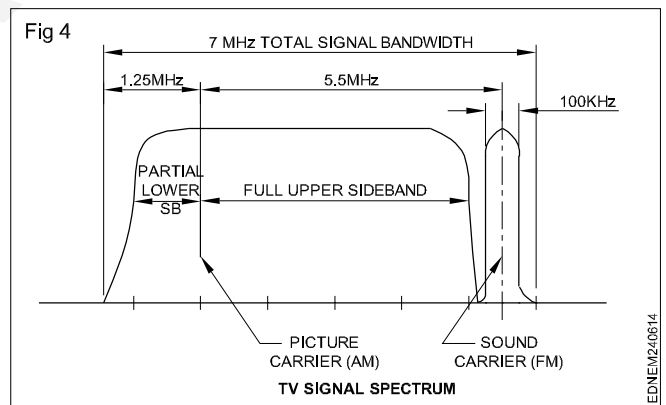 Fig 4
7 MHz TOTAL SIGNAL BANDWIDTH
1.25MHz
5.5MHz
100KHz
PARTIAL
LOWER
SB
FULL UPPER SIDEBAND
PICTURE
CARRIER (AM)
SOUND
CARRIER (FM)
TV SIGNAL SPECTRUM
EDNEM240614